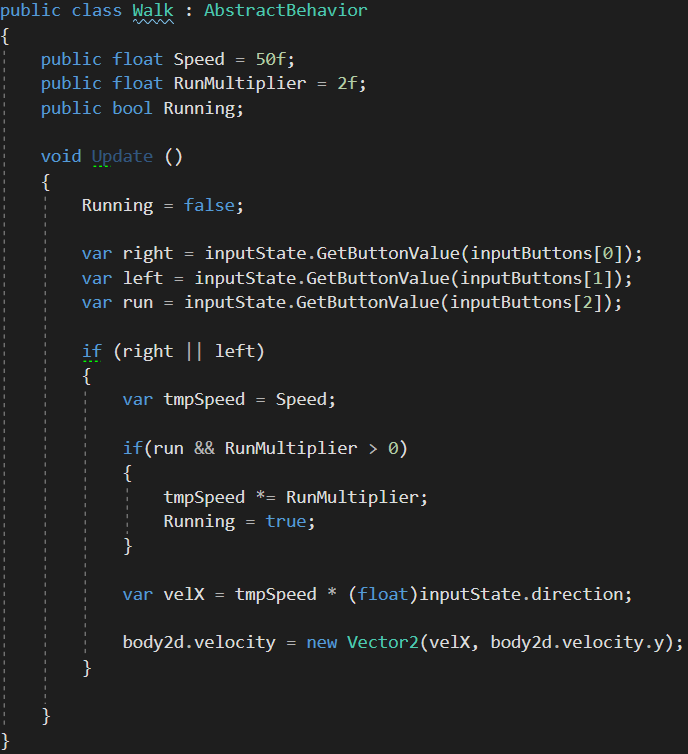 public class Walk : AbstractBehavior
{
    public float Speed = 50f;
    public float RunMultiplier = 2f;
    public bool Running;

    void Update ()
    {
        Running = false;

        var right = inputState.GetButtonValue(inputButtons[0]);
        var left = inputState.GetButtonValue(inputButtons[1]);
        var run = inputState.GetButtonValue(inputButtons[2]);

        if (right || left)
        {
            var tmpSpeed = Speed;

            if(run && RunMultiplier > 0)
            {
                tmpSpeed *= RunMultiplier;
                Running = true;
            }

            var velX = tmpSpeed * (float)inputState.direction;

            body2d.velocity = new Vector2(velX, body2d.velocity.y);
        }

    }
}